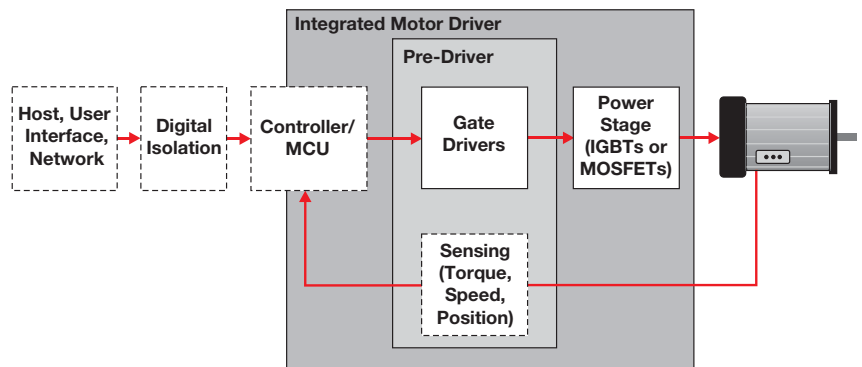 Integrated Motor Driver
Pre-Driver
Host, User
Interface,
Network
Digital
Isolation
Controller/
MCU
Gate
Drivers
Power
Stage
(IGBTs or
MOSFETs)
Sensing
(Torque,
Speed,
Position)